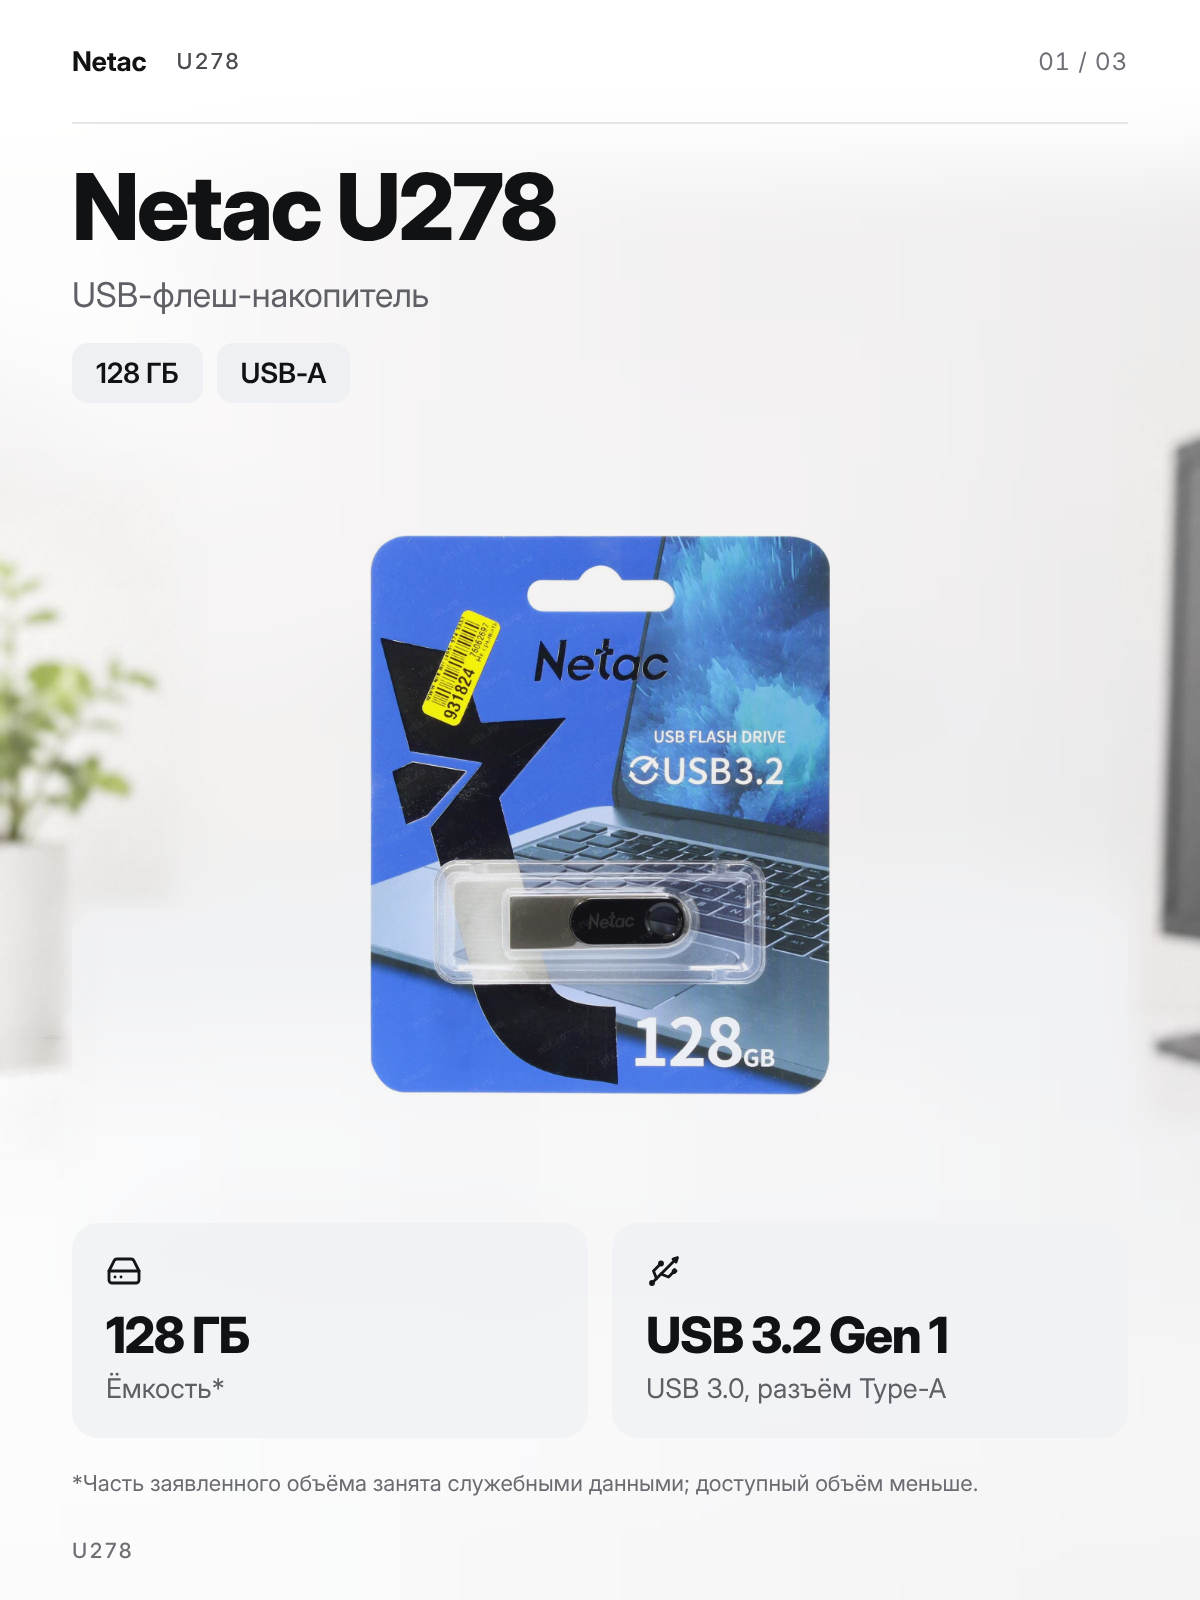 Netac U278
01 / 03
Netac U278
USB-флеш-накопитель
128 ГБ
USB-A
Netac
931824
USB FLASH DRIVE
USB3.2
Netac
128GB
128 ГБ
Ёмкость*
USB 3.2 Gen 1
USB 3.0, разъём Type-A
*Часть заявленного объёма занята служебными данными; доступный объём меньше.
U278